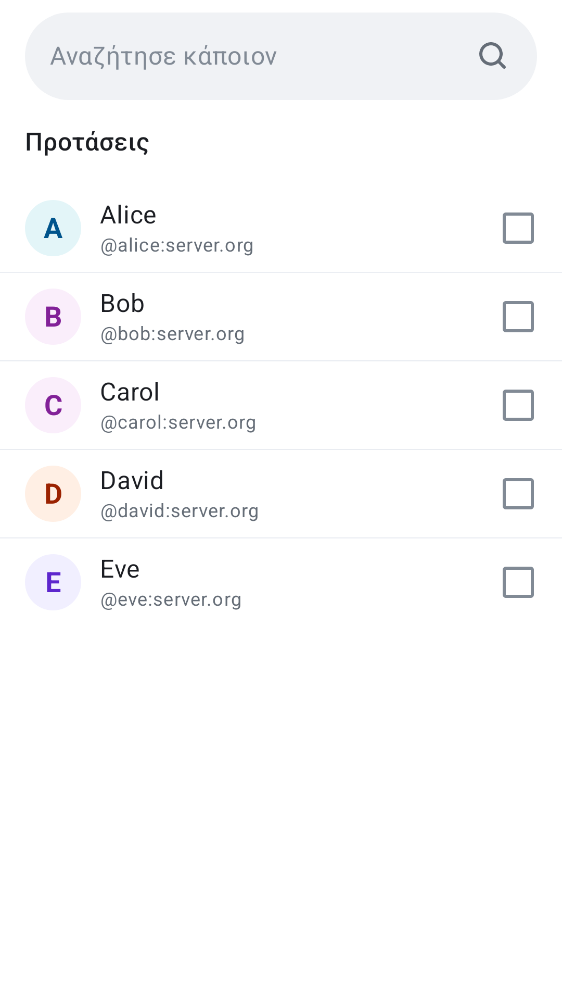 Αναζήτησε κάποιον
Προτάσεις
A
Alice
@alice:server.org
B
Bob
@bob:server.org
C
Carol
@carol:server.org
D
David
@david:server.org
E
Eve
@eve:server.org